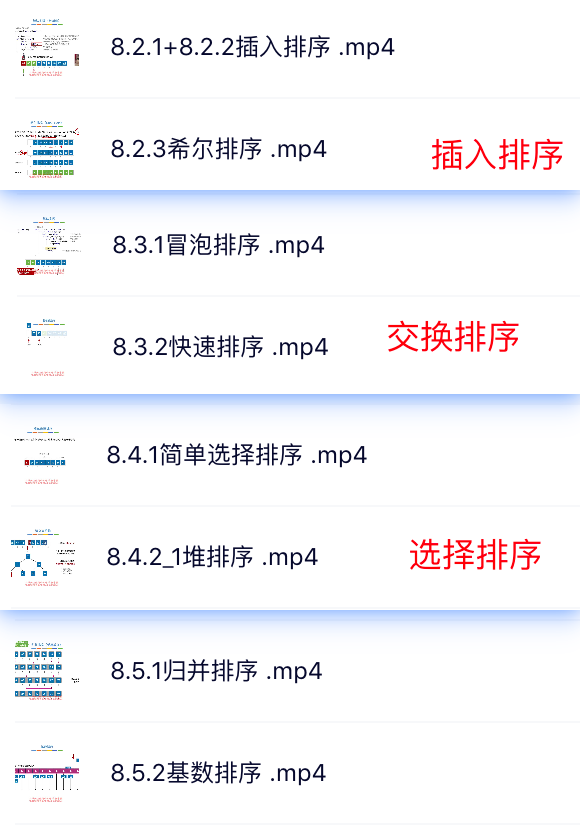 8.2.1+8.2.2插入排序 .mp4
8.2.3希尔排序 .mp4
插入排序
8.3.1冒泡排序 .mp4
交换排序
8.3.2快速排序 .mp4
8.4.1简单选择排序 .mp4
8.4.2_1堆排序 .mp4
选择排序
8.5.1归并排序 .mp4
8.5.2基数排序 .mp4